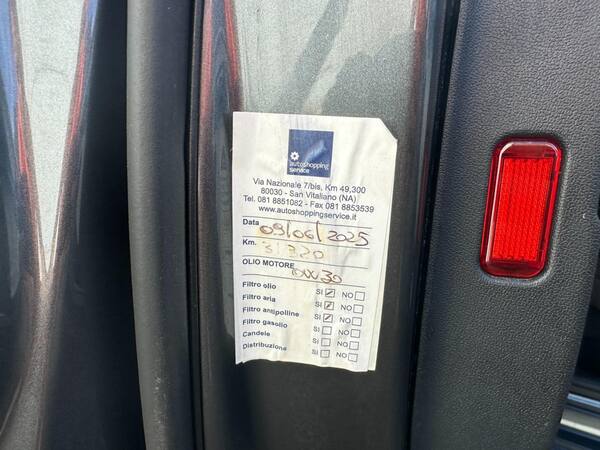 autoshopping
service
Via Nazionale 7/bis, Km 49,300
80030 - San Vitaliano (NA)
Tel. 081 8851082 - Fax 081 8853539
www.autoshoppingservice.it
Data 09/06/2025
Km. 31320
OLIO MOTORE 0W30
Filtro olio SI NO
Filtro aria SI NO
Filtro antipolline SI NO
Filtro gasolio SI NO
Candele SI NO
Distribuzione SI NO